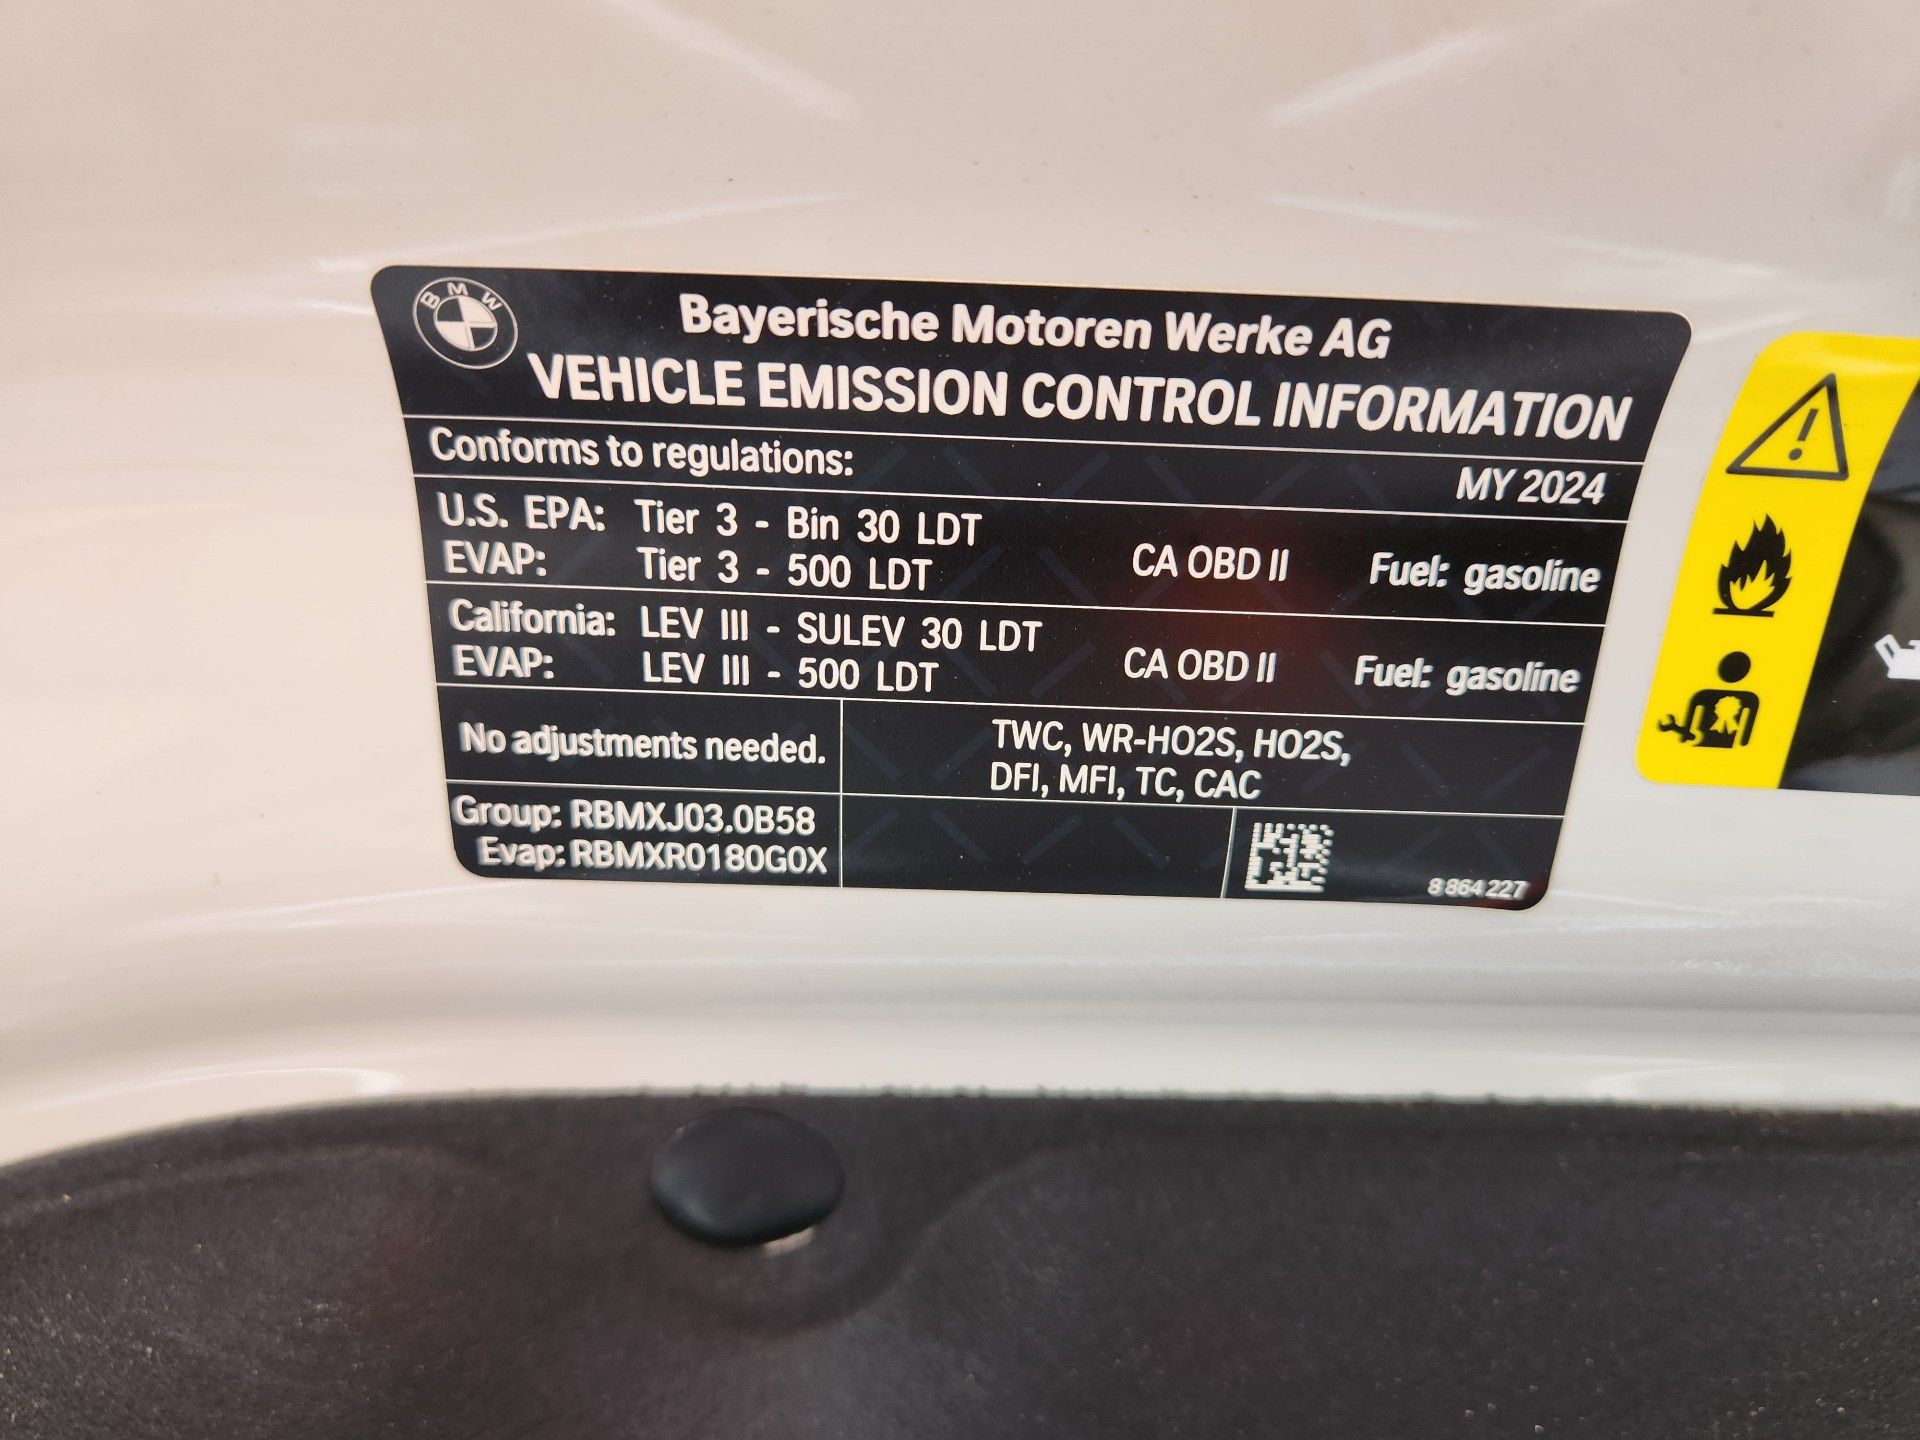 BMW
Bayerische Motoren Werke AG
VEHICLE EMISSION CONTROL INFORMATION
Conforms to regulations:
MY 2024
U.S. EPA: Tier 3 - Bin 30 LDT
EVAP: Tier 3 - 500 LDT
CA OBD II Fuel: gasoline
California: LEV III - SULEV 30 LDT
EVAP: LEV III - 500 LDT
CA OBD II Fuel: gasoline
No adjustments needed.
TWC, WR-HO2S, HO2S,
DFI, MFI, TC, CAC
Group: RBMXJ03.0B58
Evap: RBMXR0180G0X
8 864 227